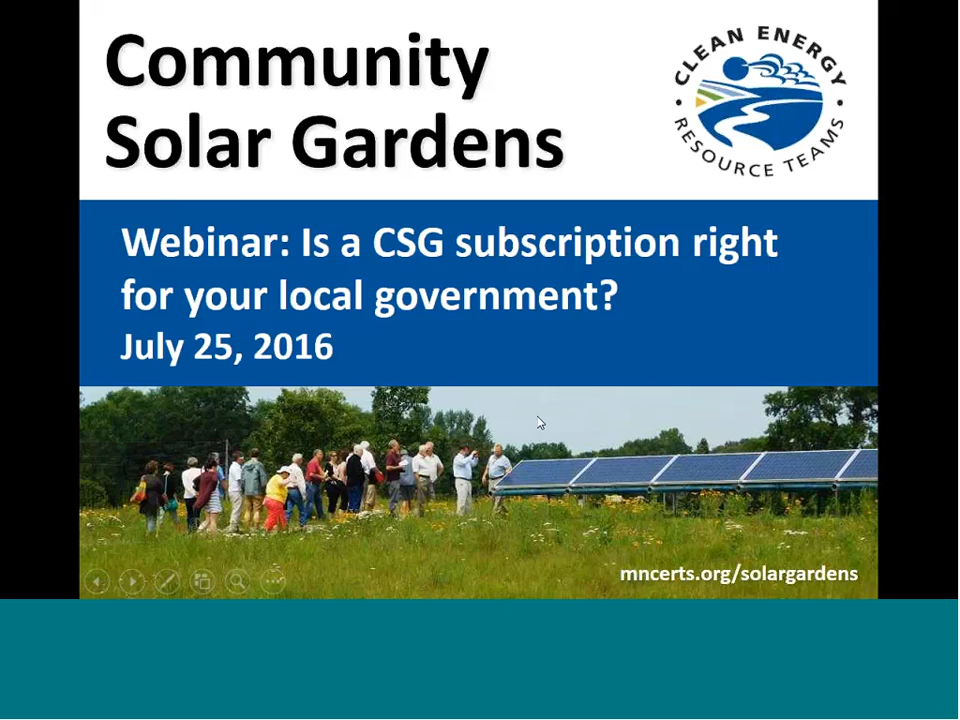 Community
Solar Gardens
CLEAN ENERGY
RESOURCE TEAMS
Webinar: Is a CSG subscription right
for your local government?
July 25, 2016
mncerts.org/solargardens